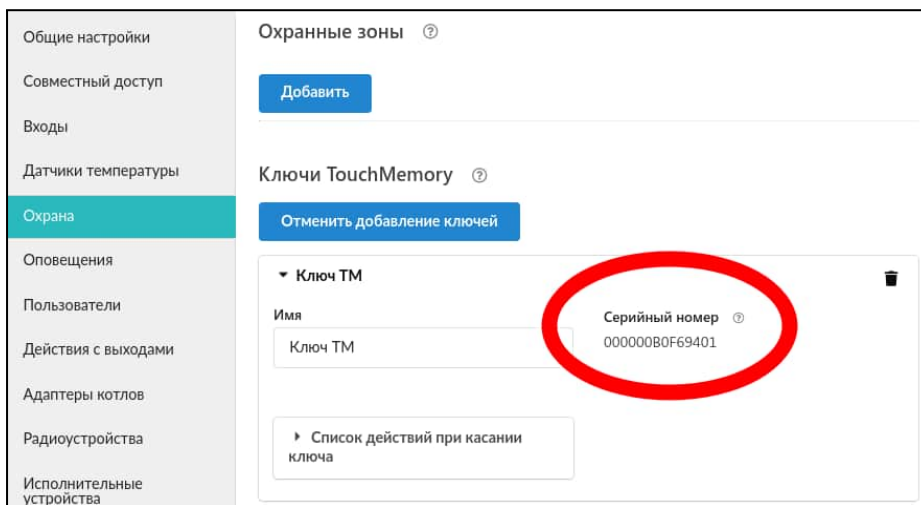 Общие настройки
Совместный доступ
Входы
Датчики температуры
Охрана
Оповещения
Пользователи
Действия с выходами
Адаптеры котлов
Радиоустройства
Исполнительные
устройства
Охранные зоны ?
Добавить
Ключи TouchMemory ?
Отменить добавление ключей
Ключ TM
Имя
Ключ TM
Серийный номер ?
000000B0F69401
Список действий при касании
ключа